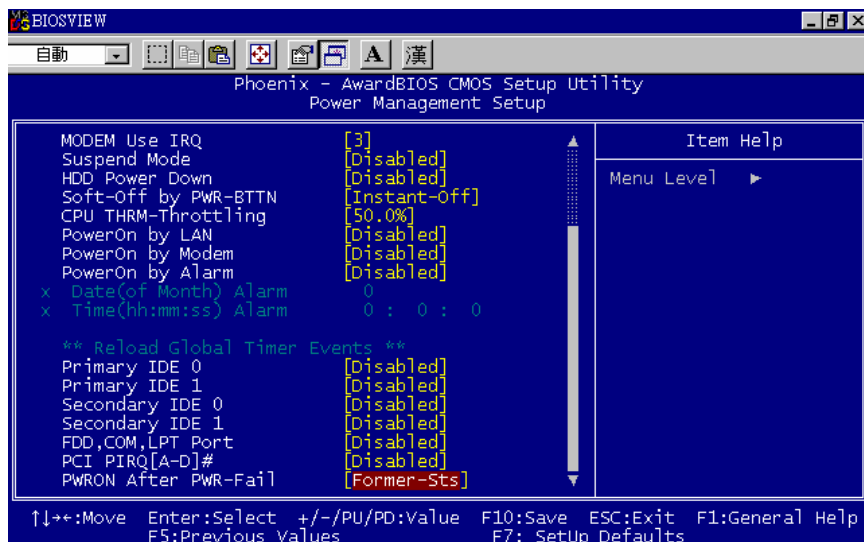 BIOSVIEW
自動
A 漢
Phoenix - AwardBIOS CMOS Setup Utility
Power Management Setup
MODEM Use IRQ [3]
Suspend Mode [Disabled]
HDD Power Down [Disabled]
Soft-Off by PWR-BTTN [Instant-Off]
CPU THRM-Throttling [50.0%]
PowerOn by LAN [Disabled]
PowerOn by Modem [Disabled]
PowerOn by Alarm [Disabled]
x Date(of Month) Alarm 0
x Time(hh:mm:ss) Alarm 0 : 0 : 0
** Reload Global Timer Events **
Primary IDE 0 [Disabled]
Primary IDE 1 [Disabled]
Secondary IDE 0 [Disabled]
Secondary IDE 1 [Disabled]
FDD,COM,LPT Port [Disabled]
PCI PIRQ[A-D]# [Disabled]
PWRON After PWR-Fail [Former-Sts]
Item Help
Menu Level ►
↑↓→←:Move Enter:Select +/-/PU/PD:Value F10:Save ESC:Exit F1:General Help
F5:Previous Values F7: SetUp Defaults